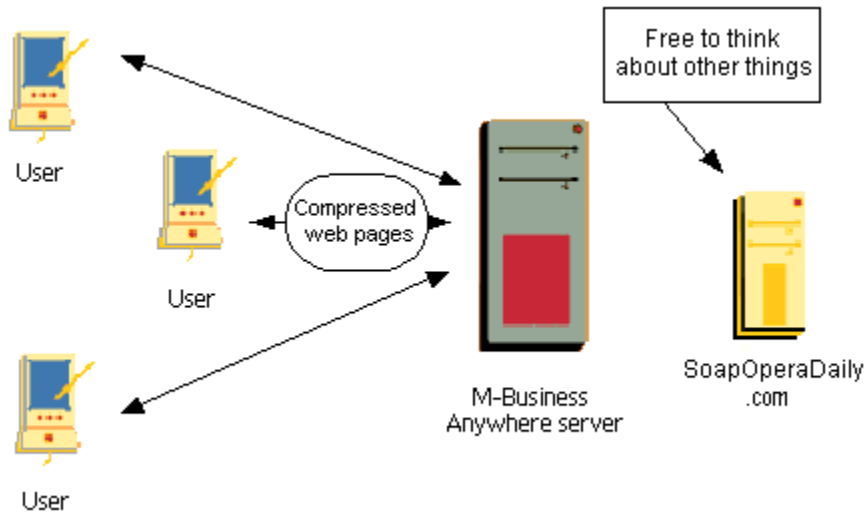 Free to think
about other things
User
Compressed
web pages
User
SoapOperaDaily
.com
M-Business
Anywhere server
User